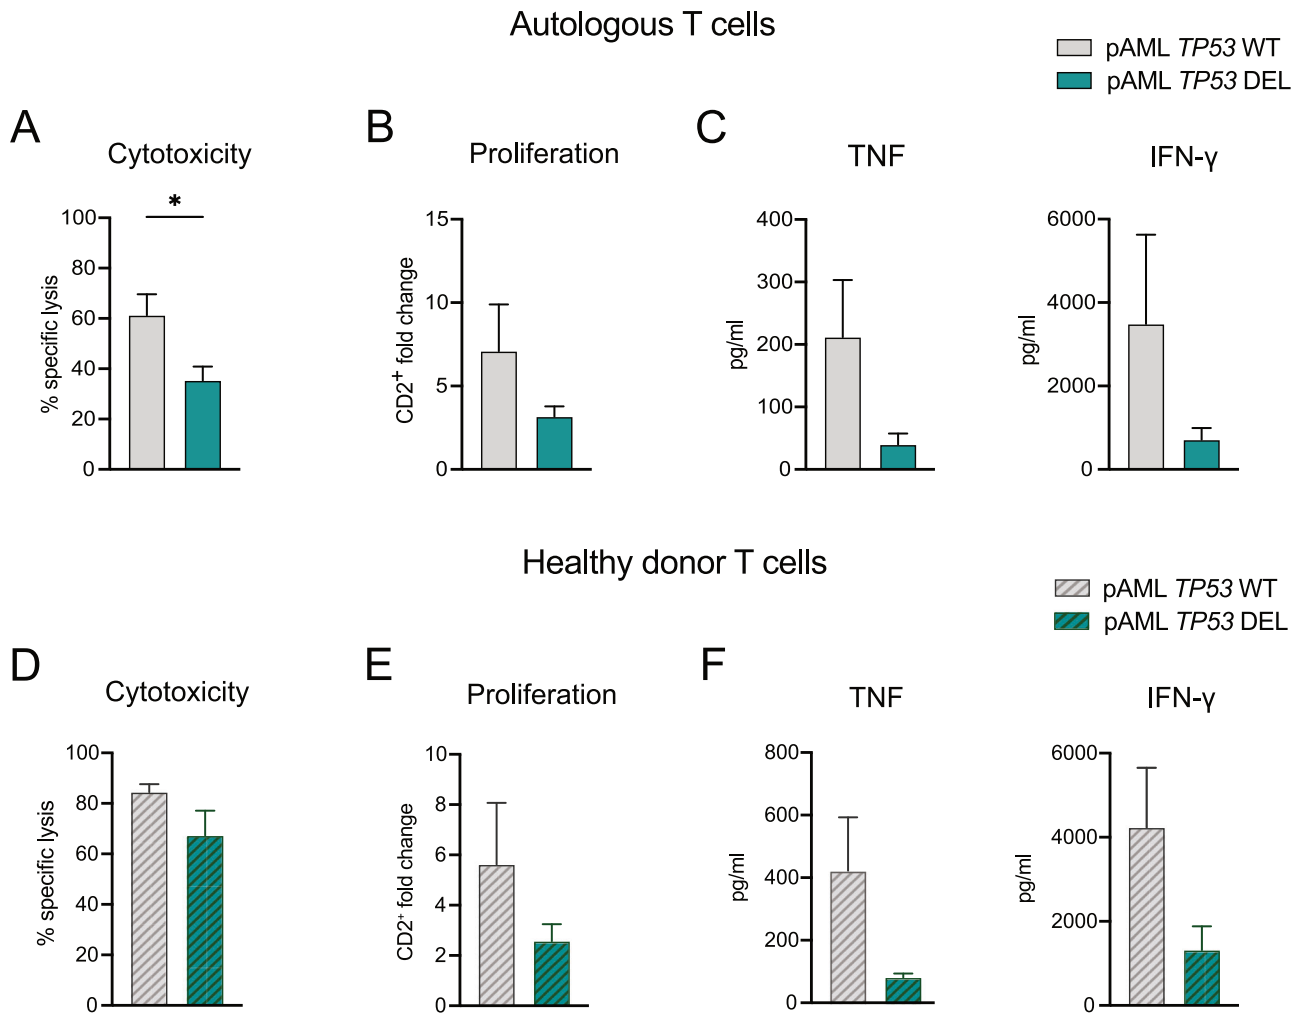 Autologous T cells
pAML TP53 WT
pAML TP53 DEL
A
Cytotoxicity
*
% specific lysis
100
80
60
40
20
0
B
Proliferation
CD2⁺ fold change
15
10
5
0
C
TNF
pg/ml
400
300
200
100
0
IFN-γ
pg/ml
6000
4000
2000
0
Healthy donor T cells
pAML TP53 WT
pAML TP53 DEL
D
Cytotoxicity
% specific lysis
100
80
60
40
20
0
E
Proliferation
CD2⁺ fold change
10
8
6
4
2
0
F
TNF
pg/ml
800
600
400
200
0
IFN-γ
pg/ml
6000
4000
2000
0